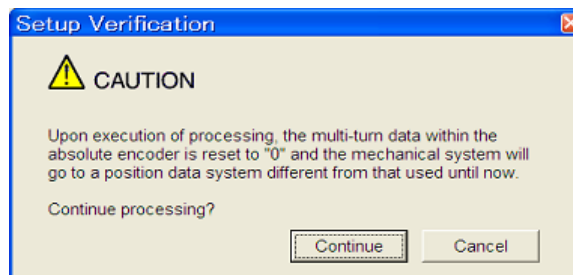 Setup Verification
CAUTION
Upon execution of processing, the multi-turn data within the
absolute encoder is reset to "0" and the mechanical system will
go to a position data system different from that used until now.
Continue processing?
Continue Cancel